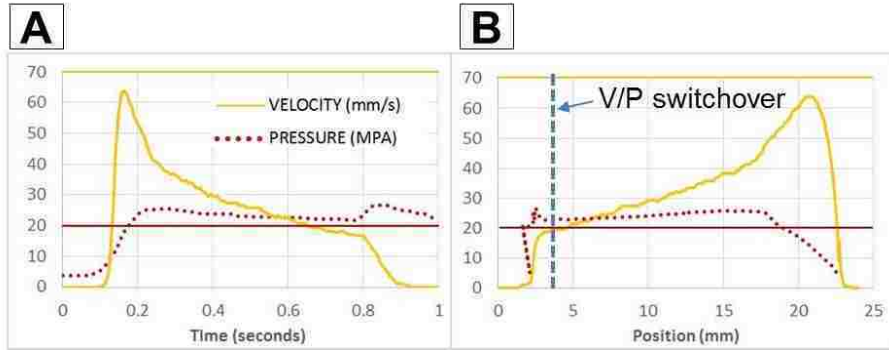 A
70
60
50
40
30
20
10
0
VELOCITY (mm/s)
PRESSURE (MPA)
0 0.2 0.4 0.6 0.8 1
TIme (seconds)
B
70
60
50
40
30
20
10
0
V/P switchover
0 5 10 15 20 25
Position (mm)